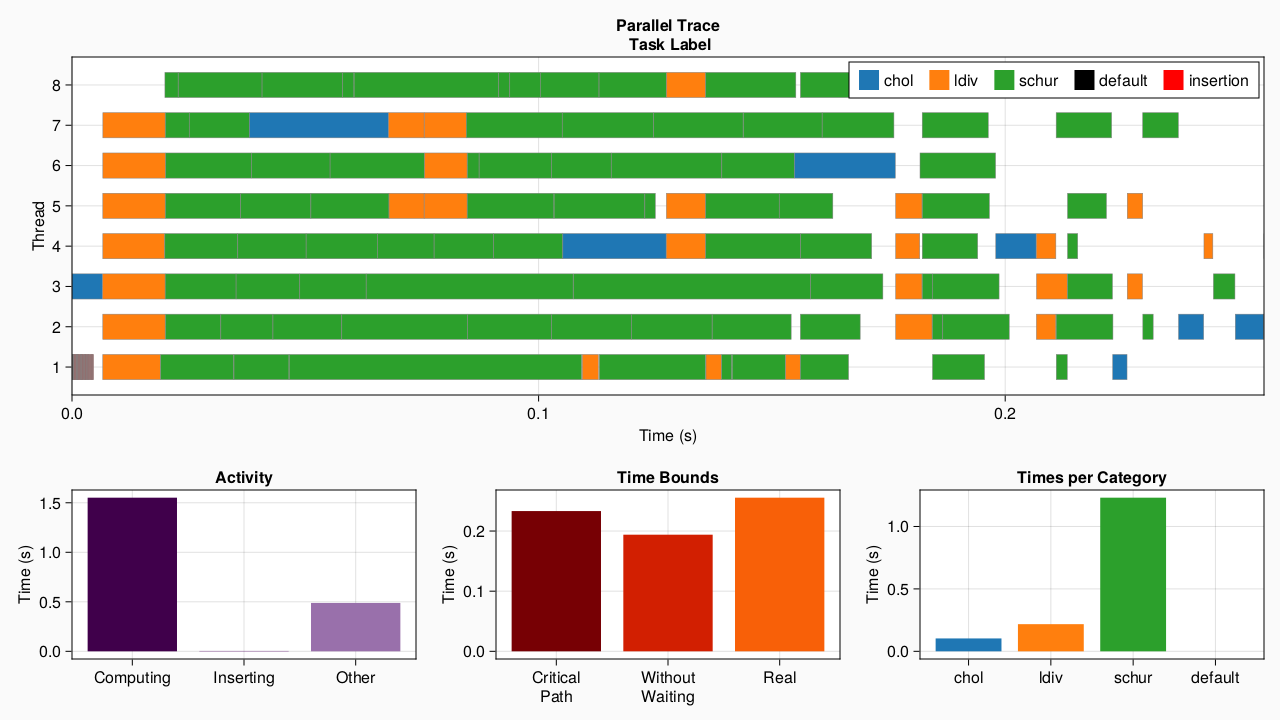 Parallel Trace
Task Label
chol ldiv schur default insertion
Thread
8
7
6
5
4
3
2
1
0.0 0.1 0.2
Time (s)
Activity
Time (s)
1.5
1.0
0.5
0.0
Computing Inserting Other
Time Bounds
Time (s)
0.2
0.1
0.0
Critical
Path
Without
Waiting
Real
Times per Category
Time (s)
1.0
0.5
0.0
chol ldiv schur default